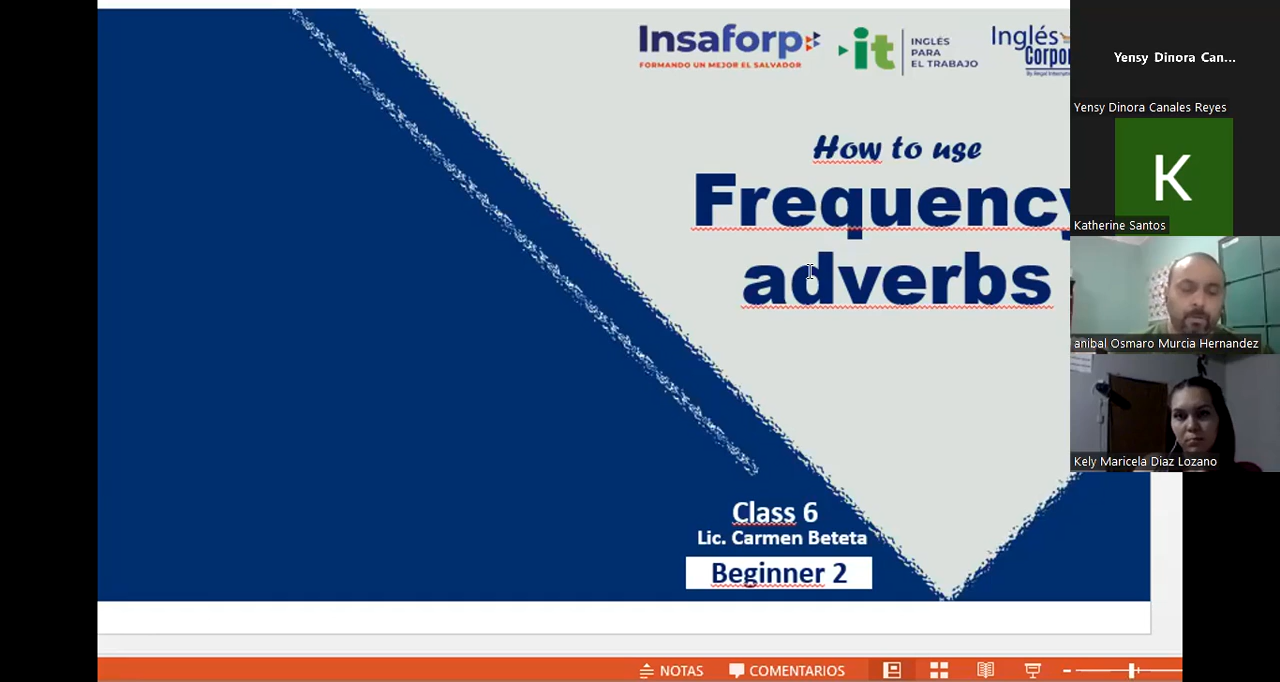 Insaforp
FORMANDO UN MEJOR EL SALVADOR
it
INGLÉS
PARA
EL TRABAJO
Inglés
How to use
adverbs
Class 6
Lic. Carmen Beteta
Beginner 2
NOTAS
COMENTARIOS
Yensy Dinora Can...
Yensy Dinora Canales Reyes
K
Katherine Santos
anibal Osmaro Murcia Hernandez
Kely Maricela Diaz Lozano